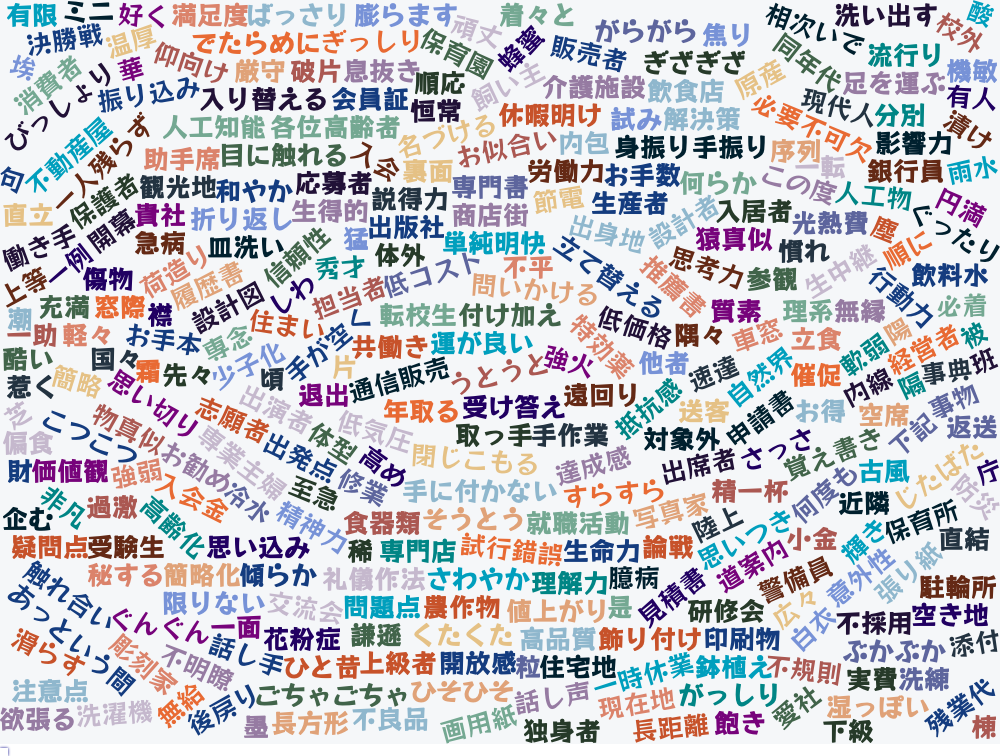 有限 ミニ 好く 満足度 ばっさり 膨らます 頑丈 着々と がらがら 焦り 相次いで 洗い出す 校外 酸
決勝戦 温厚 でたらめに ぎっしり 保育園 蜂蜜 販売者 ぎざぎざ 同年代 流行り
埃 消費者 華 仰向け 厳守 破片 息抜き 順応 飼い主 介護施設 飲食店 原産 足を運ぶ 機敏
びっしょり 振り込み 入り替える 会員証 恒常 休暇明け 試み 解決策 必要不可欠 現代人 分別 有人 漬け
不動産屋 一人残らず 人工知能 各位 高齢者 名づける お似合い 内包 身振り手振り 序列 影響力
句 助手席 目に触れる 入会 裏面 労働力 お手数 何らか 一転 銀行員 雨水
保護者 観光地 和やか 応募者 説得力 専門書 節電 生産者 この度 人工物 円満
直立 働き手 開幕 貴社 折り返し 生得的 出版社 商店街 出身地 設計者 入居者 光熱費 塵 ぐったり
上等 一例 急病 皿洗い 信頼性 猛 体外 単純明快 立て替える 猿真似 慣れ 順に
傷物 荷造り 履歴書 秀才 低コスト 不平 問いかける 推薦書 思考力 参観 生中継 行動力 飲料水
潮 充満 窓際 襟 設計図 しわ 担当者 転校生 付け加え 特効薬 低価格 質素 理系 無縁 必着
一助 軽々 お手本 専念 住まい 手が空く 共働き 運が良い 隅々 車窓 立食 陽 経営者 被
酷い 国々 霜 先々 少子化 頃 片 通信販売 うとうと 強火 他者 速達 自然界 催促 軟弱 内線 隔 事典 班
惹く 簡略 思い切り 志願者 出演者 退出 年取る 受け答え 遠回り 抵抗感 送客 申請書 お得 空席 下記 事物 返送
芝 偏食 こつこつ 物真似 専業主婦 出発点 体型 低気圧 取っ手 手作業 対象外 さっさ 覚え書き
財 価値観 強弱 お勧め 冷水 至急 修業 高め 閉じこもる 達成感 出席者 何度も 古風 じたばた 庁
企む 非凡 過激 高齢化 入会金 精神力 手に付かない すらすら 写真家 精一杯 陸上 思いつき 近隣 防災
疑問点 受験生 思い込み 食器類 そうとう 就職活動 稀 専門店 試行錯誤 生命力 論戦 道案内 小金 輝き 保育所 直結
触れ合い 秘する 簡略化 傾らか 礼儀作法 さわやか 理解力 臆病 見積書 警備員 意外性 張り紙 駐輪所
あっという間 限りない 交流会 問題点 農作物 値上がり 是 研修会 広々 白衣 不採用 空き地
滑らす ぐんぐん 一面 花粉症 謙遜 くたくた 高品質 飾り付け 印刷物 ぶかぶか 添付
彫刻家 不明瞭 話し手 ひと苗 上級者 開放感 粒 住宅地 一時休業 鉢植え 不規則 実費 洗練
注意点 無給 後戻り ごちゃごちゃ ひそひそ 話し声 現在地 がっしり 愛社 湿っぽい 残業代
欲張る 洗濯機 墨 長方形 不良品 画用紙 独身者 長距離 飽き 下級 棟